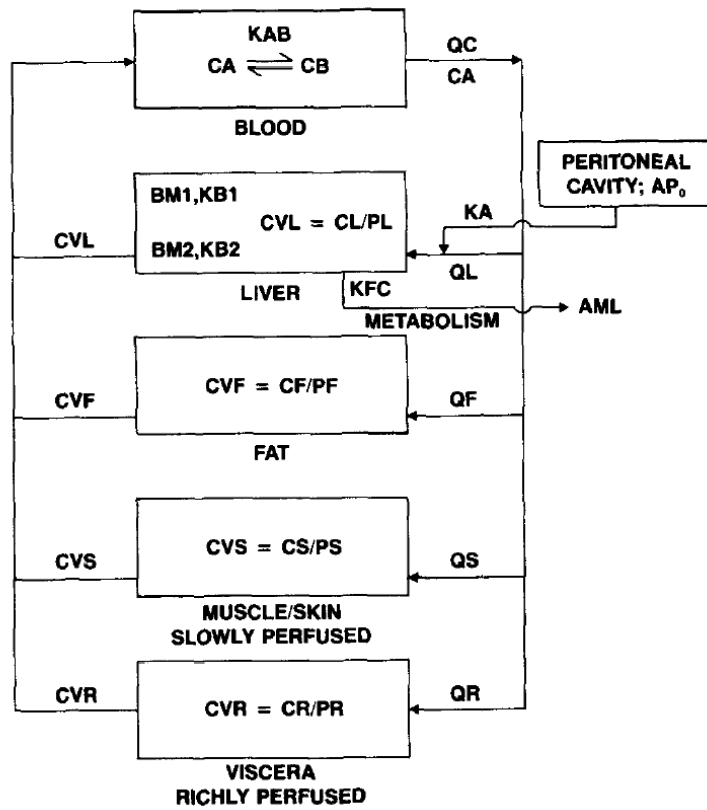 KAB
CA ⇌ CB
BLOOD
QC
CA
PERITONEAL
CAVITY; AP₀
KA
BM1,KB1
CVL = CL/PL
BM2,KB2
LIVER
CVL
QL
KFC
METABOLISM
AML
CVF = CF/PF
FAT
CVF
QF
CVS = CS/PS
MUSCLE/SKIN
SLOWLY PERFUSED
CVS
QS
CVR = CR/PR
VISCERA
RICHLY PERFUSED
CVR
QR